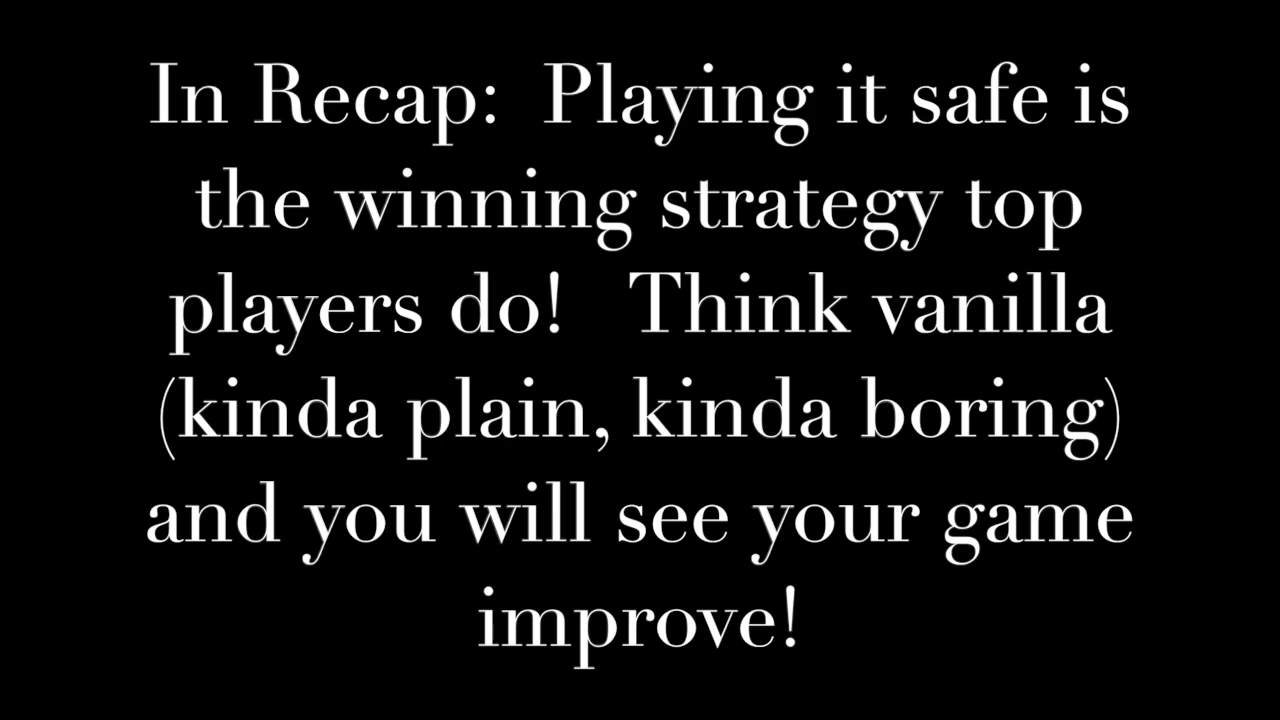 In Recap:  Playing it safe is
the winning strategy top
players do!   Think vanilla
(kinda plain, kinda boring)
and you will see your game
improve!